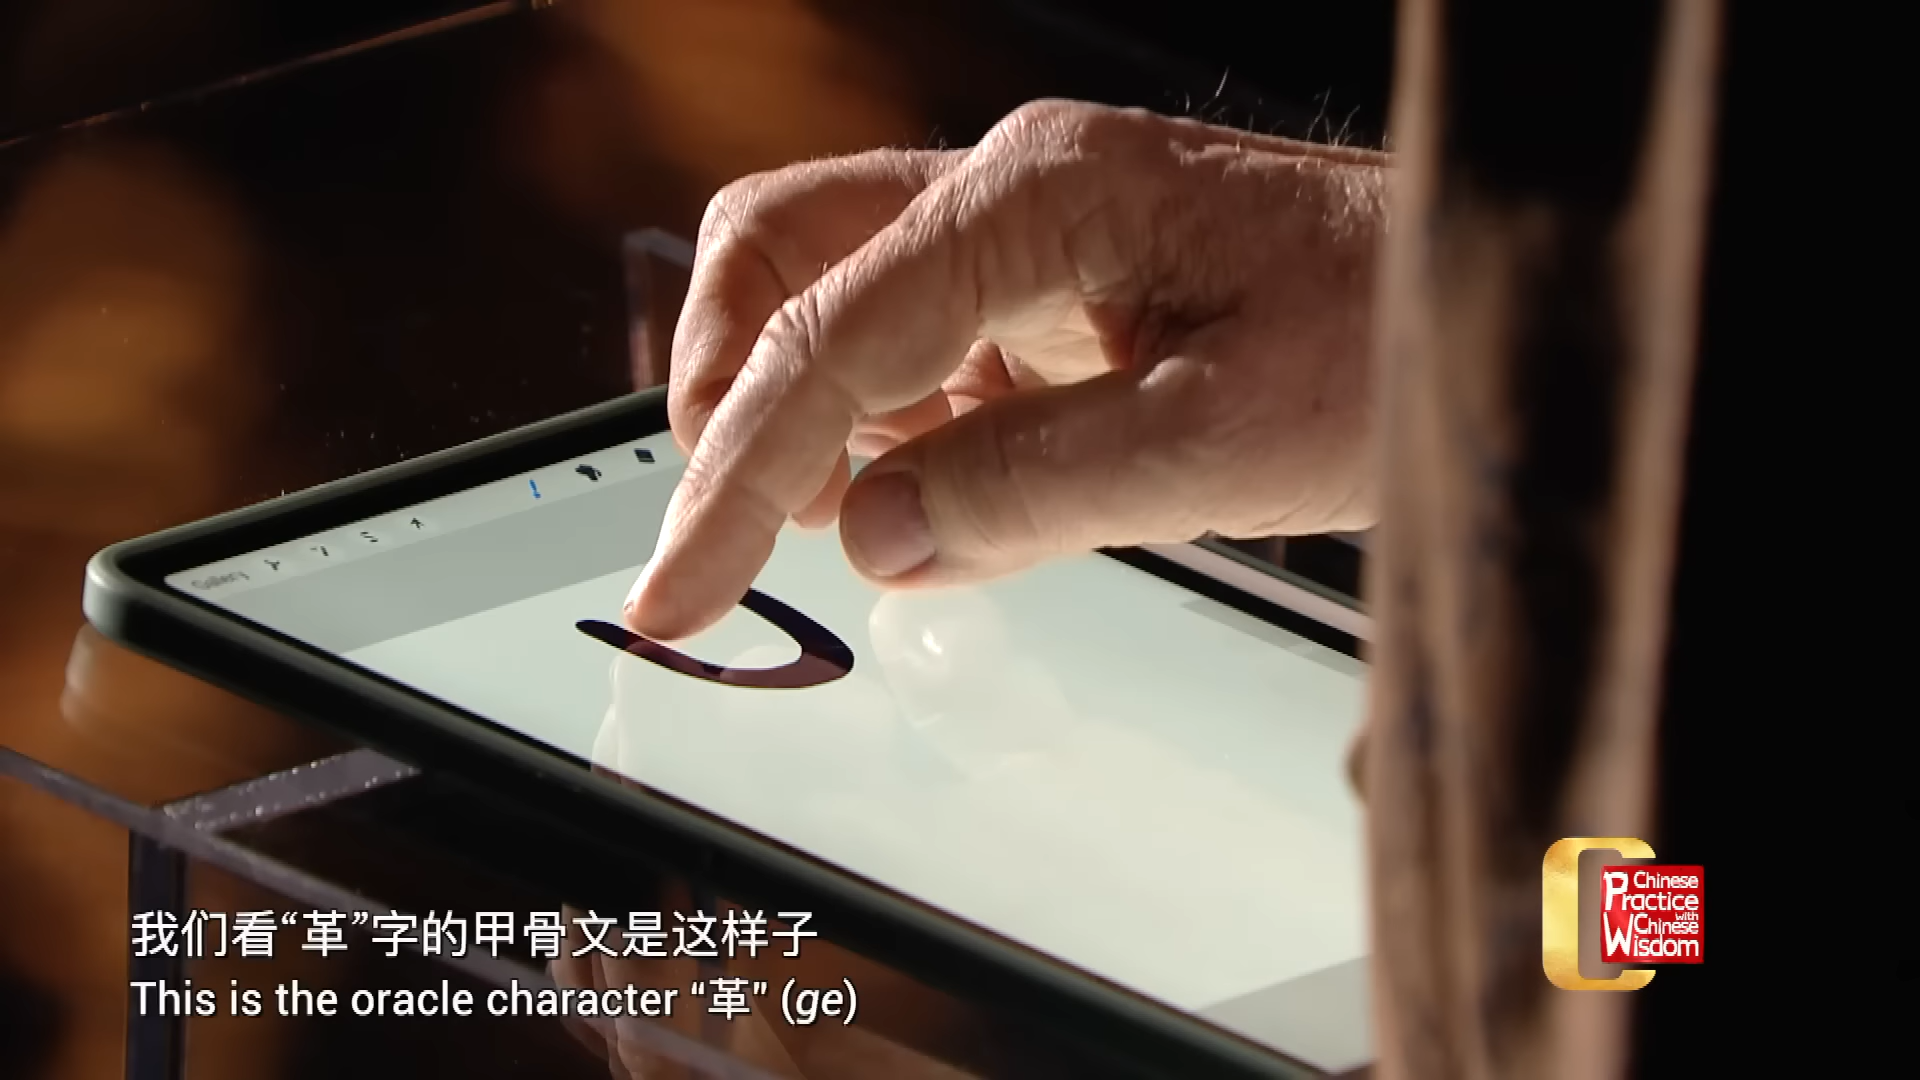 Gallery
我们看“革”字的甲骨文是这样子
This is the oracle character “革” (ge)
Chinese
Practice
with
Chinese
Wisdom